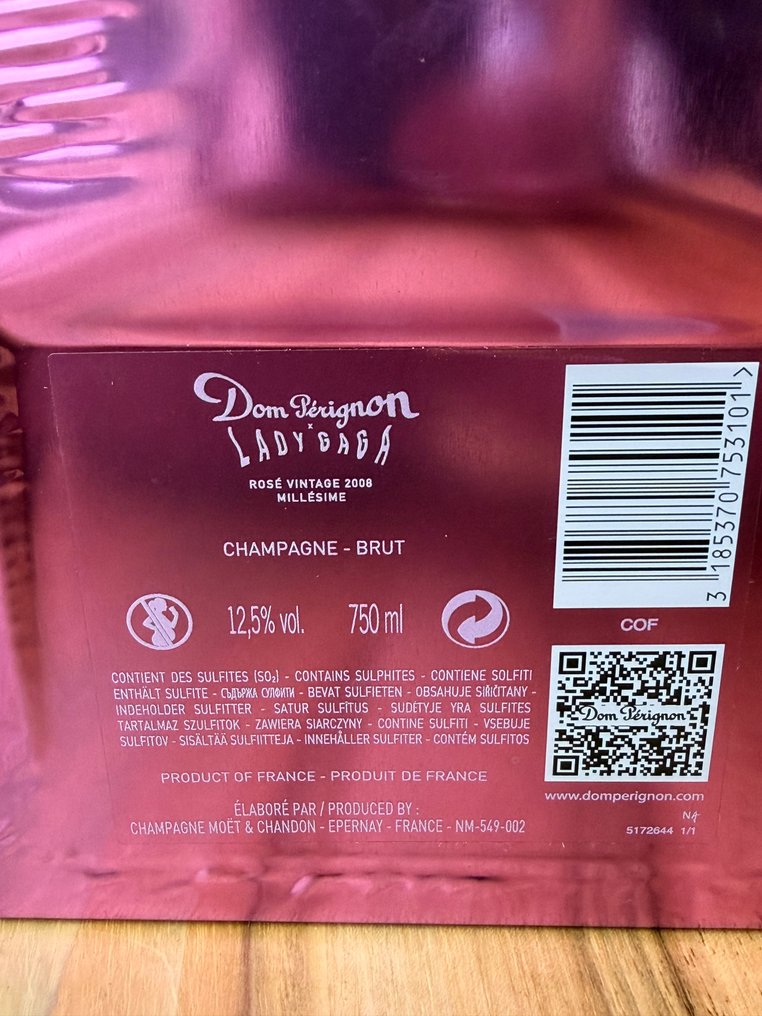 Dom Pérignon
x
LADY GAGA
ROSÉ VINTAGE 2008
MILLÉSIME
CHAMPAGNE - BRUT
12,5% vol. 750 ml
CONTIENT DES SULFITES (SO₂) - CONTAINS SULPHITES - CONTIENE SOLFITI
ENTHÄLT SULFITE - СЪДЪРЖА СУЛФИТИ - BEVAT SULFIETEN - OBSAHUJE SIŘIČITANY -
INDEHOLDER SULFITTER - SATUR SULFĪTUS - SUDĖTYJE YRA SULFITES
TARTALMAZ SZULFITOK - ZAWIERA SIARCZYNY - CONTINE SULFITI - VSEBUJE
SULFITOV - SISÄLTÄÄ SULFIITTEJA - INNEHÅLLER SULFITER - CONTÉM SULFITOS
PRODUCT OF FRANCE - PRODUIT DE FRANCE
ÉLABORÉ PAR / PRODUCED BY :
CHAMPAGNE MOËT & CHANDON - EPERNAY - FRANCE - NM-549-002
3 185370 753101 >
COF
Dom Pérignon
www.domperignon.com
N4
5172644 1/1